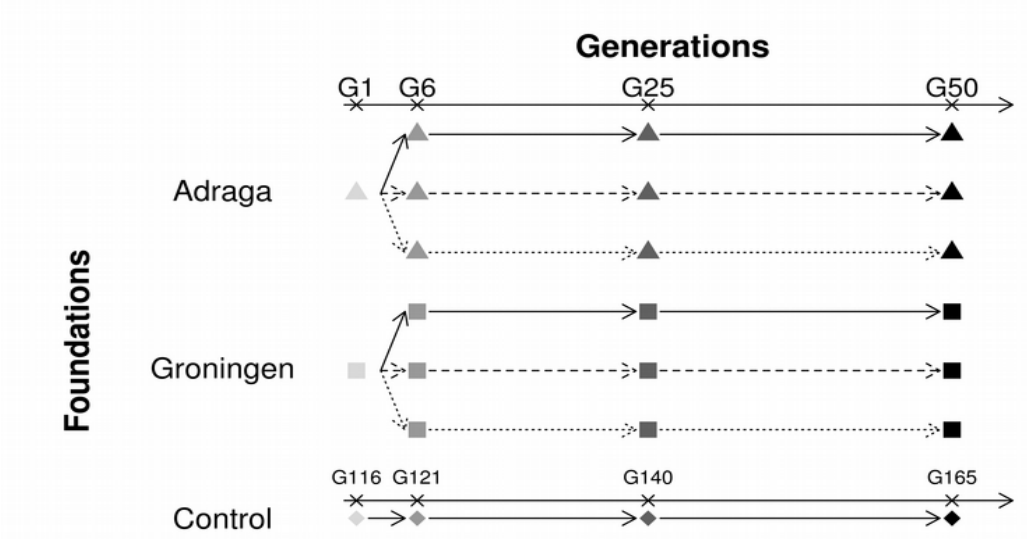 Generations
G1 G6 G25 G50
Adraga
Foundations
Groningen
G116 G121 G140 G165
Control